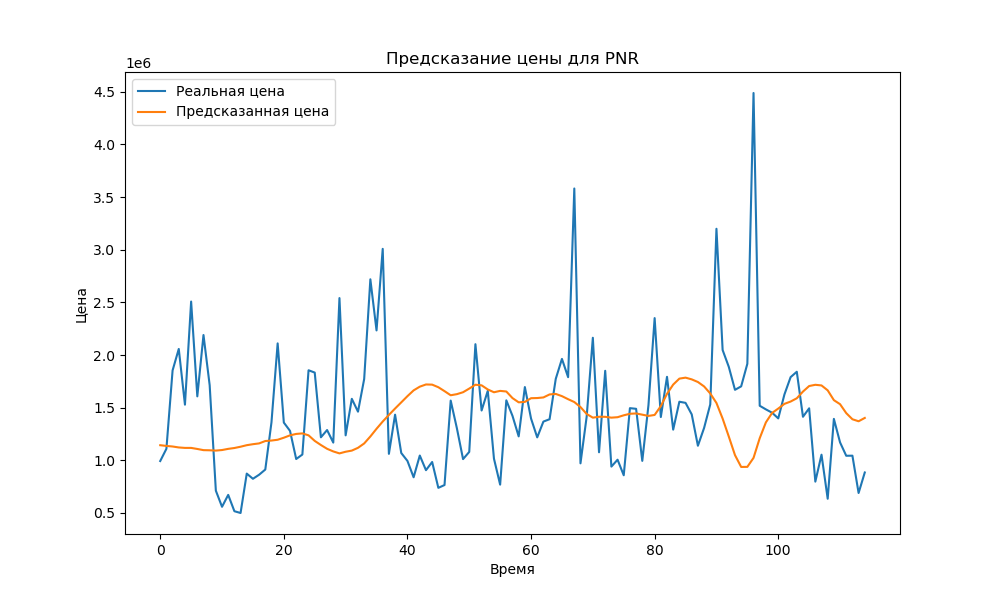 Предсказание цены для PNR
1e6
Реальная цена
Предсказанная цена
4.5
4.0
3.5
3.0
2.5
2.0
1.5
1.0
0.5
Цена
0 20 40 60 80 100
Время